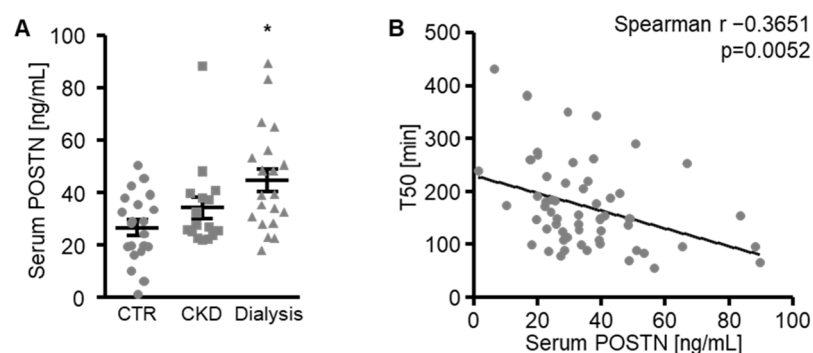 A
*
Serum POSTN [ng/mL]
100
80
60
40
20
0
CTR CKD Dialysis
B
Spearman r −0.3651
p=0.0052
T50 [min]
500
400
300
200
100
0
0 20 40 60 80 100
Serum POSTN [ng/mL]